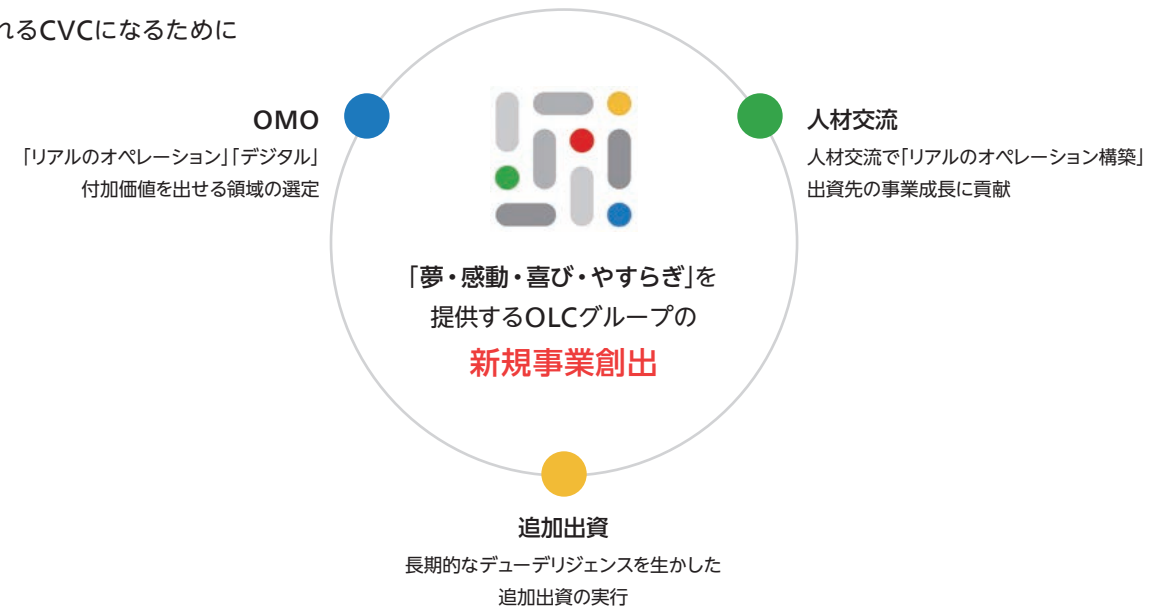 れるCVCになるために
OMO
「リアルのオペレーション」「デジタル」
付加価値を出せる領域の選定
人材交流
人材交流で「リアルのオペレーション構築」
出資先の事業成長に貢献
「夢・感動・喜び・やすらぎ」を
提供するOLCグループの
新規事業創出
追加出資
長期的なデューデリジェンスを生かした
追加出資の実行